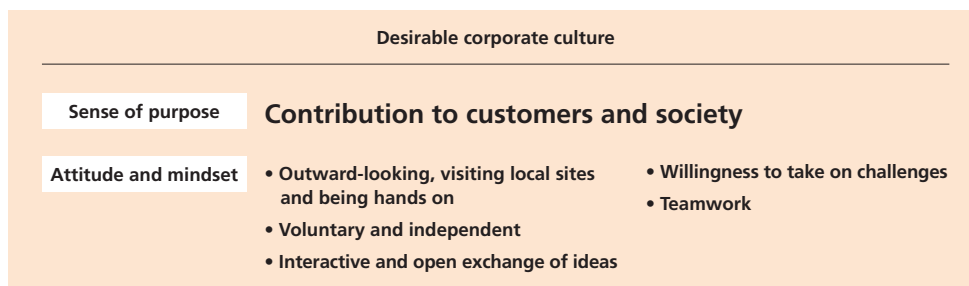 Desirable corporate culture
Sense of purpose
Contribution to customers and society
Attitude and mindset
• Outward-looking, visiting local sites
and being hands on
• Voluntary and independent
• Interactive and open exchange of ideas
• Willingness to take on challenges
• Teamwork